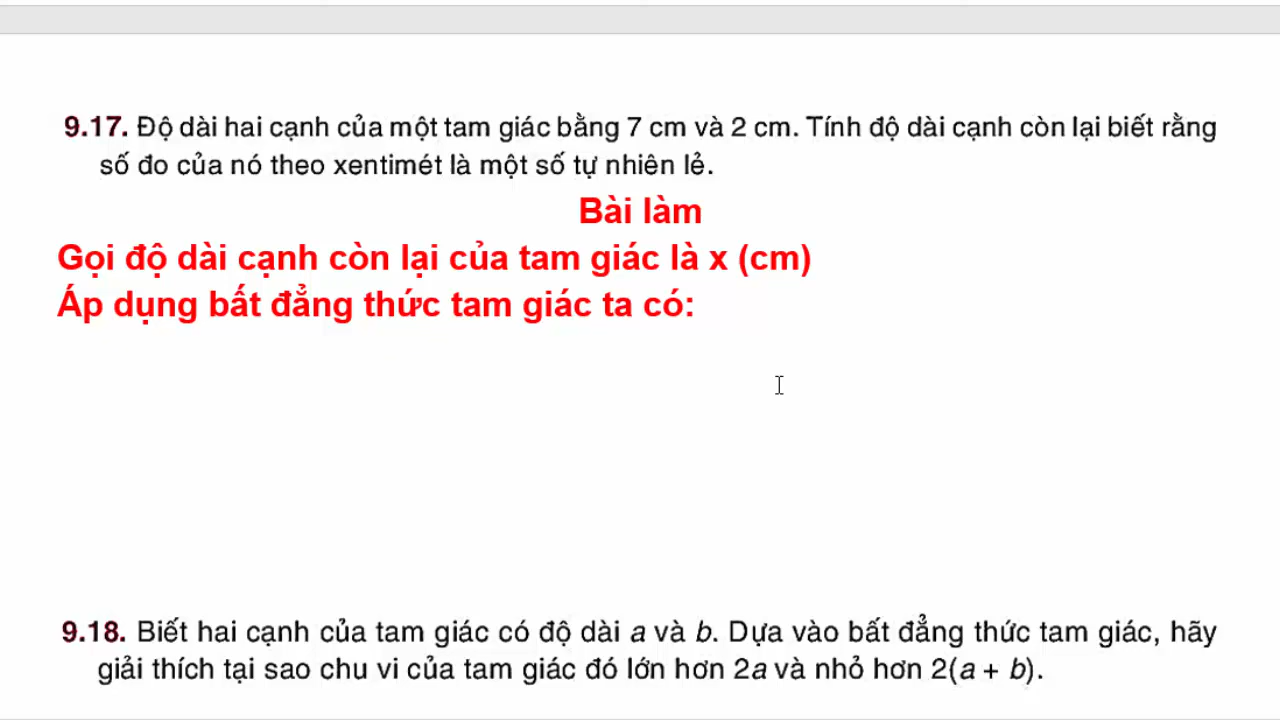 9.17. Độ dài hai cạnh của một tam giác bằng 7 cm và 2 cm. Tính độ dài cạnh còn lại biết rằng
số đo của nó theo xentimét là một số tự nhiên lẻ.
Bài làm
Gọi độ dài cạnh còn lại của tam giác là x (cm)
Áp dụng bất đẳng thức tam giác ta có:
9.18. Biết hai cạnh của tam giác có độ dài a và b. Dựa vào bất đẳng thức tam giác, hãy
giải thích tại sao chu vi của tam giác đó lớn hơn 2a và nhỏ hơn 2(a + b).